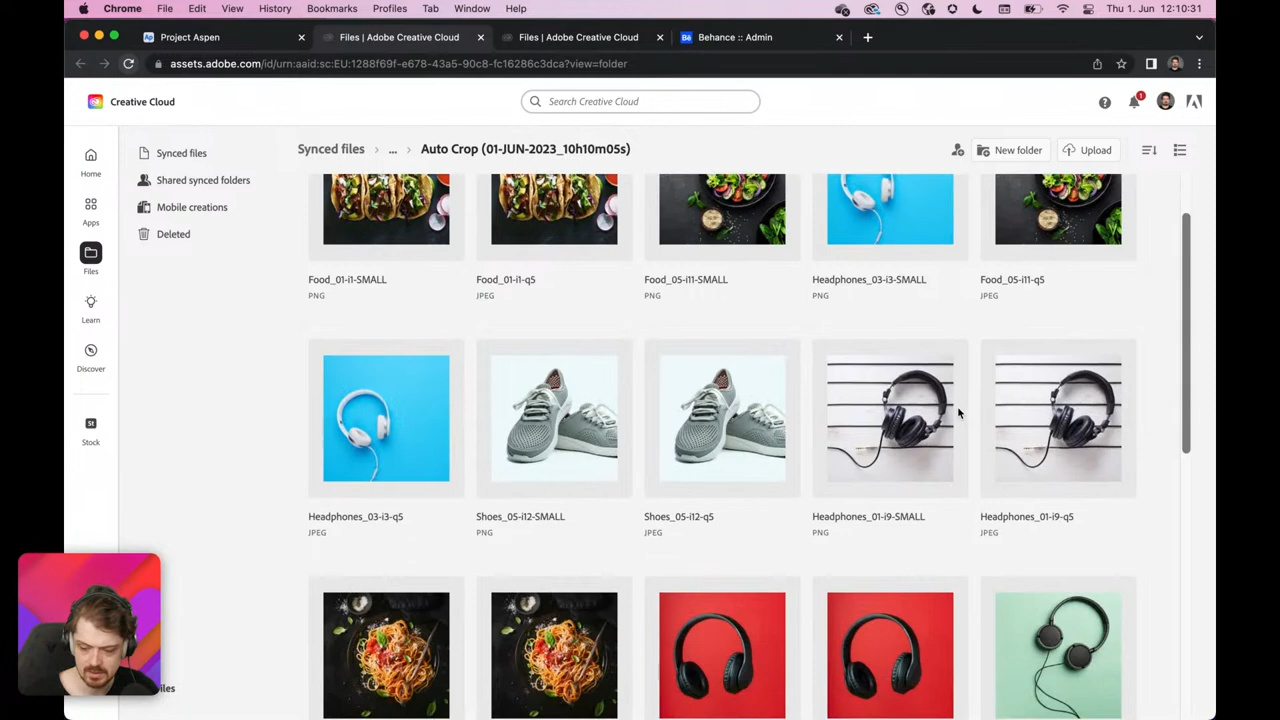 Chrome File Edit View History Bookmarks Profiles Tab Window Help Thu 1. Jun 12:10:31
Project Aspen Files | Adobe Creative Cloud Files | Adobe Creative Cloud Behance :: Admin
assets.adobe.com/id/urn:aaid:sc:EU:1288f69f-e678-43a5-90c8-fc16286c3dca?view=folder
Creative Cloud Search Creative Cloud 1
Synced files Synced files ... Auto Crop (01-JUN-2023_10h10m05s) New folder Upload
Home
Shared synced folders
Mobile creations
Apps
Deleted
Files
Learn
Discover
St
Stock
Food_01-i1-SMALL Food_01-i1-q5 Food_05-i11-SMALL Headphones_03-i3-SMALL Food_05-i11-q5
PNG JPEG PNG PNG JPEG
Headphones_03-i3-q5 Shoes_05-i12-SMALL Shoes_05-i12-q5 Headphones_01-i9-SMALL Headphones_01-i9-q5
JPEG PNG JPEG PNG JPEG